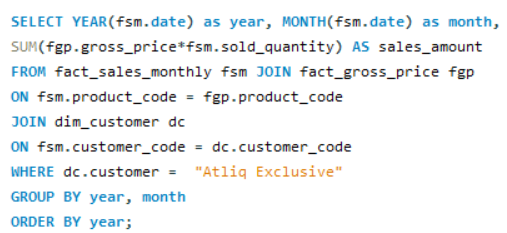 SELECT YEAR(fsm.date) as year, MONTH(fsm.date) as month,
SUM(fgp.gross_price*fsm.sold_quantity) AS sales_amount
FROM fact_sales_monthly fsm JOIN fact_gross_price fgp
ON fsm.product_code = fgp.product_code
JOIN dim_customer dc
ON fsm.customer_code = dc.customer_code
WHERE dc.customer =  "Atliq Exclusive"
GROUP BY year, month
ORDER BY year;